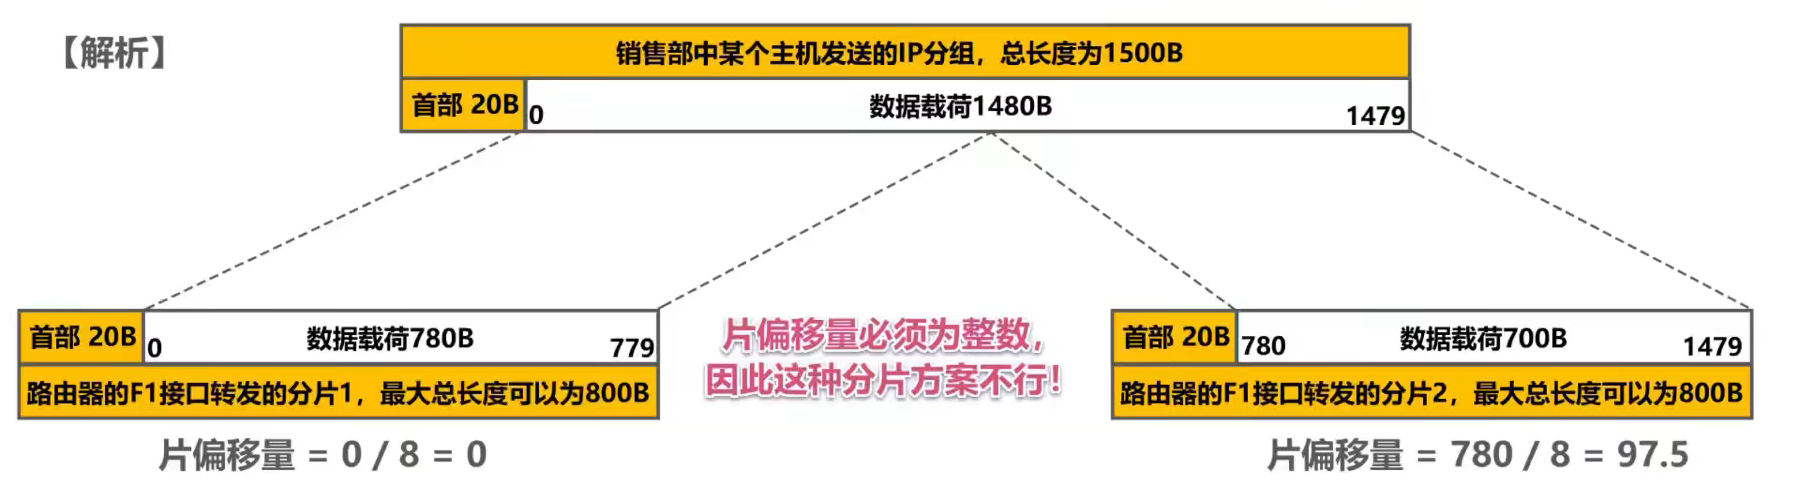 【解析】
销售部中某个主机发送的IP分组，总长度为1500B
首部 20B
0
数据载荷1480B
1479
首部 20B
0
数据载荷780B
779
路由器的F1接口转发的分片1，最大总长度可以为800B
片偏移量 = 0 / 8 = 0
片偏移量必须为整数，
因此这种分片方案不行！
首部 20B
780
数据载荷700B
1479
路由器的F1接口转发的分片2，最大总长度可以为800B
片偏移量 = 780 / 8 = 97.5